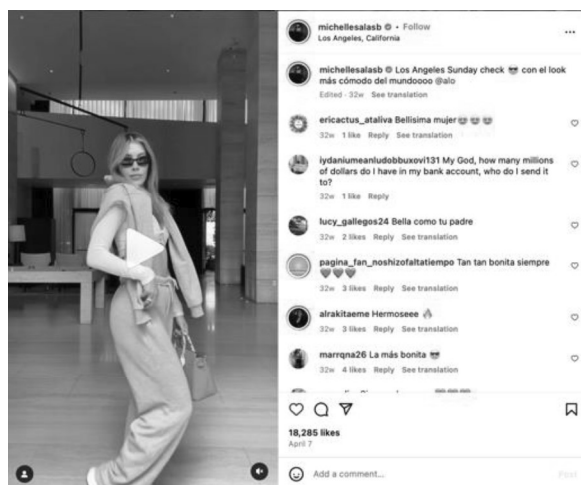 michellesalasb • Follow
Los Angeles, California
michellesalasb Los Angeles Sunday check 😎 con el look
más cómodo del mundoooo @alo
Edited · 32w See translation
ericactus_ataliva Bellisima mujer
32w 1 like Reply See translation
iydaniumeanludobbuxovi131 My God, how many millions
of dollars do I have in my bank account, who do I send it
to?
32w 1 like Reply
lucy_gallegos24 Bella como tu padre
32w 2 likes Reply See translation
pagina_fan_noshizofaltatiempo Tan tan bonita siempre
32w 3 likes Reply See translation
alrakitaeme Hermoseee 🔥
32w 3 likes Reply See translation
marrqna26 La más bonita
32w 4 likes Reply See translation
18,285 likes
April 7
Add a comment...
Post